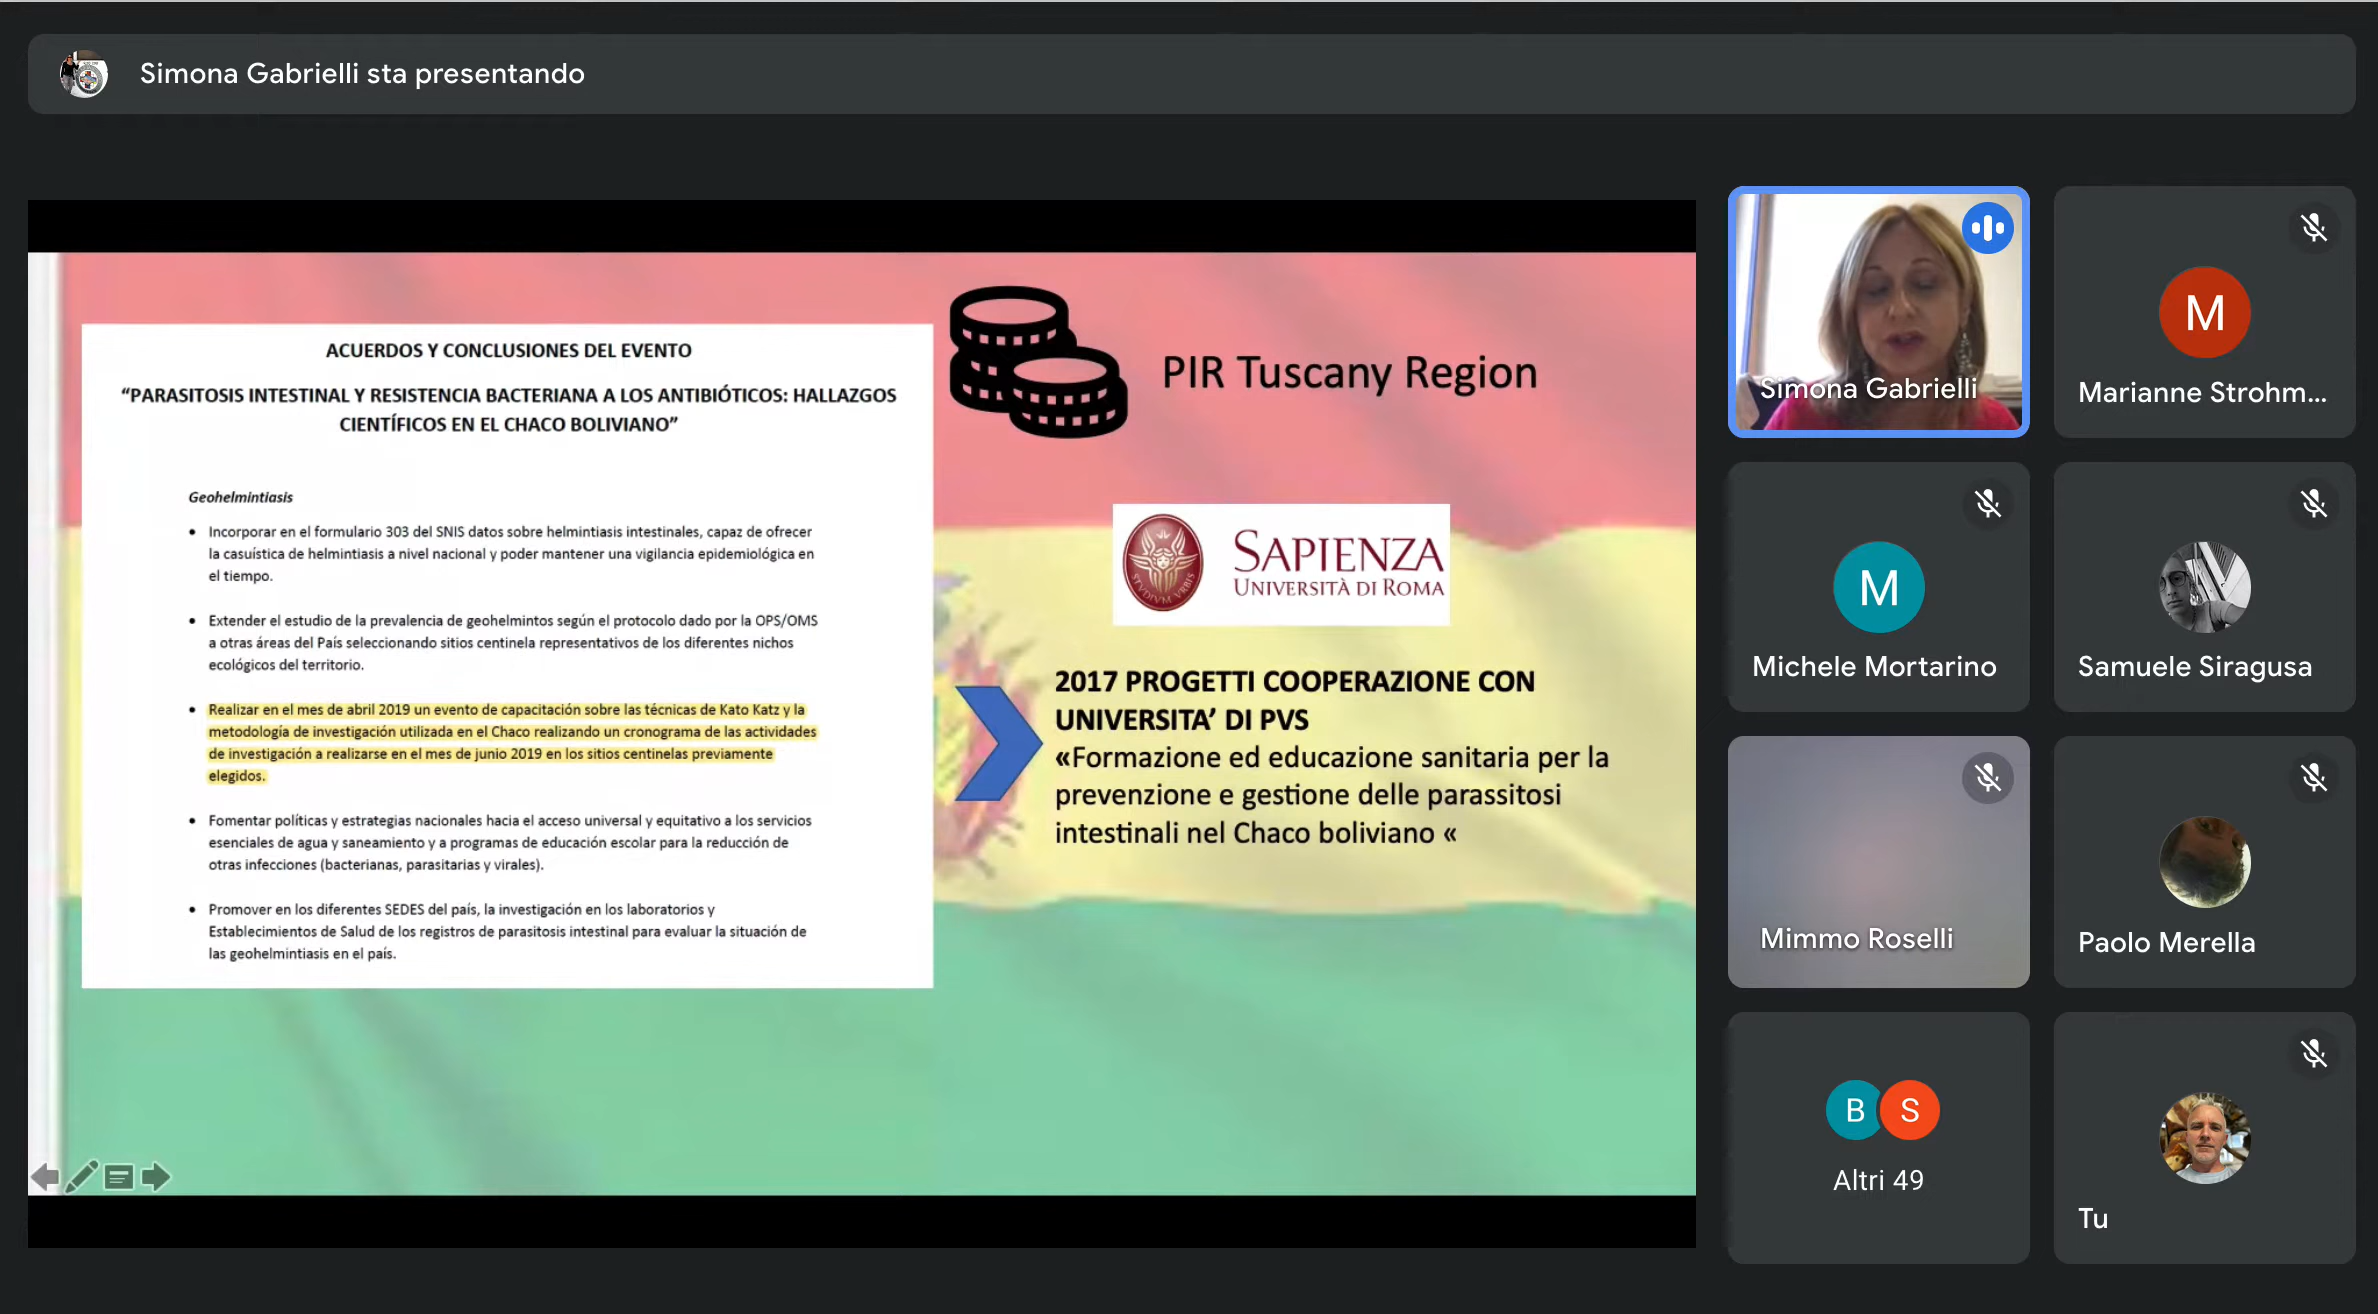 Simona Gabrielli sta presentando
ACUERDOS Y CONCLUSIONES DEL EVENTO
“PARASITOSIS INTESTINAL Y RESISTENCIA BACTERIANA A LOS ANTIBIÓTICOS: HALLAZGOS
CIENTÍFICOS EN EL CHACO BOLIVIANO”
Geohelmintiasis
• Incorporar en el formulario 303 del SNIS datos sobre helmintiasis intestinales, capaz de ofrecer
la casuística de helmintiasis a nivel nacional y poder mantener una vigilancia epidemiológica en
el tiempo.
• Extender el estudio de la prevalencia de geohelmintos según el protocolo dado por la OPS/OMS
a otras áreas del País seleccionando sitios centinela representativos de los diferentes nichos
ecológicos del territorio.
• Realizar en el mes de abril 2019 un evento de capacitación sobre las técnicas de Kato Katz y la
metodología de investigación utilizada en el Chaco realizando un cronograma de las actividades
de investigación a realizarse en el mes de junio 2019 en los sitios centinelas previamente
elegidos.
• Fomentar políticas y estrategias nacionales hacia el acceso universal y equitativo a los servicios
esenciales de agua y saneamiento y a programas de educación escolar para la reducción de
otras infecciones (bacterianas, parasitarias y virales).
• Promover en los diferentes SEDES del país, la investigación en los laboratorios y
Establecimientos de Salud de los registros de parasitosis intestinal para evaluar la situación de
las geohelmintiasis en el país.
PIR Tuscany Region
STVDIVM VRBIS
SAPIENZA
UNIVERSITÀ DI ROMA
2017 PROGETTI COOPERAZIONE CON
UNIVERSITA’ DI PVS
«Formazione ed educazione sanitaria per la
prevenzione e gestione delle parassitosi
intestinali nel Chaco boliviano «
Simona Gabrielli
M
Marianne Strohm...
M
Michele Mortarino
Samuele Siragusa
Mimmo Roselli
Paolo Merella
B S
Altri 49
Tu